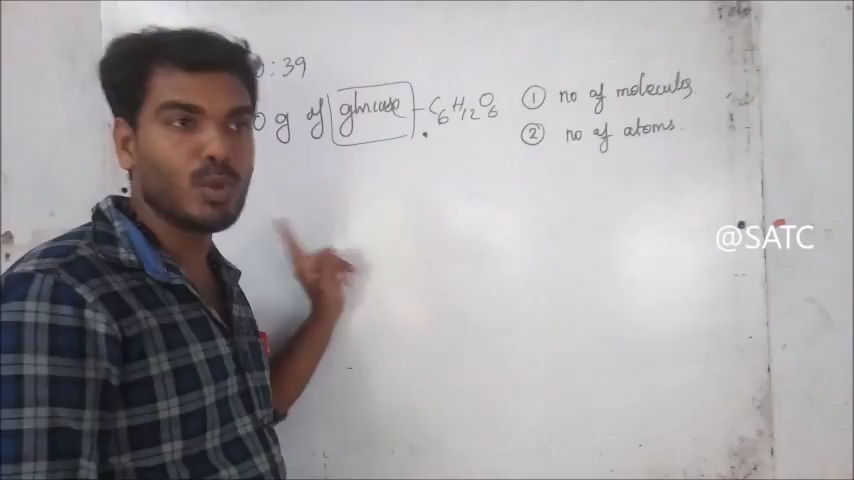 : 39
0 g of glucose - C6H12O6
① no of molecules
② no of atoms.
@SATC